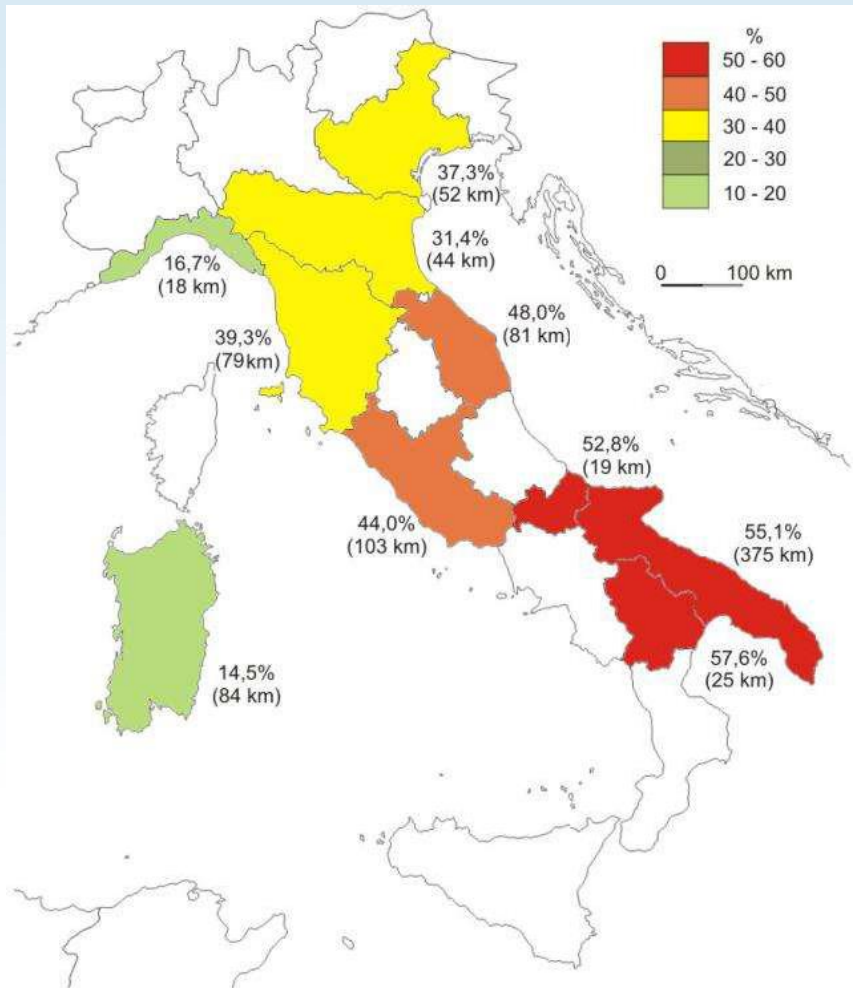 %
50 - 60
40 - 50
30 - 40
20 - 30
10 - 20
0 100 km
37,3%
(52 km)
31,4%
(44 km)
16,7%
(18 km)
48,0%
(81 km)
39,3%
(79km)
52,8%
(19 km)
44,0%
(103 km)
55,1%
(375 km)
57,6%
(25 km)
14,5%
(84 km)